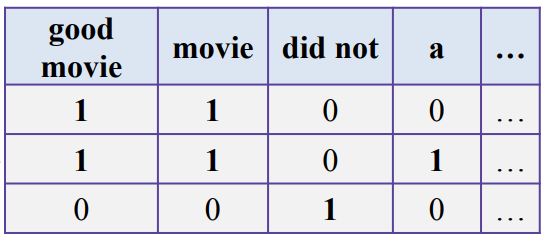 good movie | movie | did not | a | ...
1 | 1 | 0 | 0 | ...
1 | 1 | 0 | 1 | ...
0 | 0 | 1 | 0 | ...